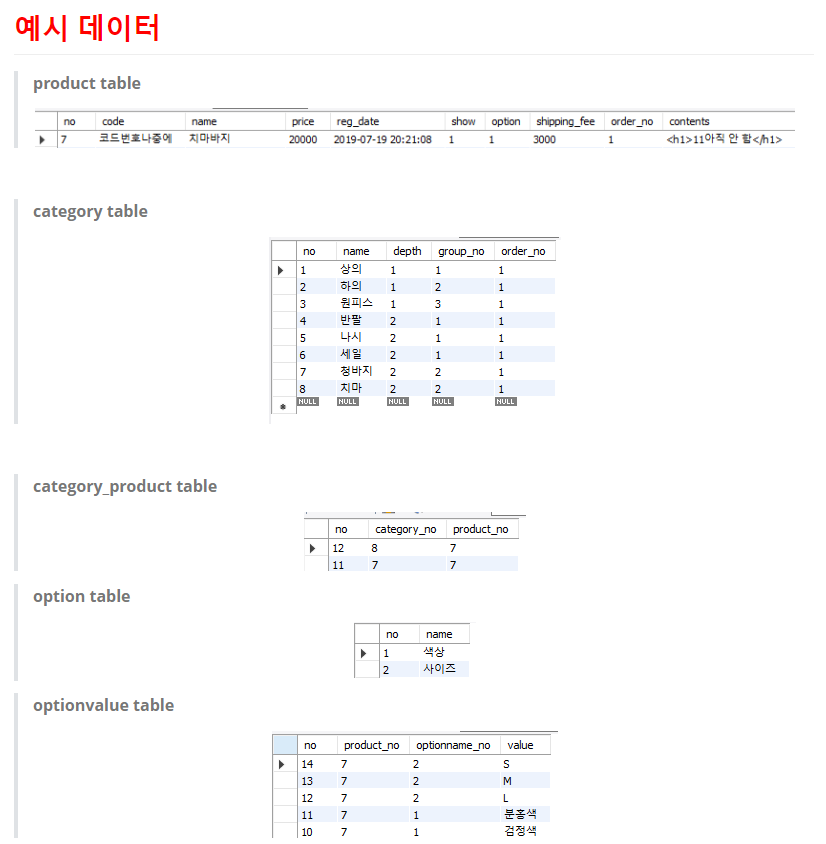 예시 데이터
product table
no code name price reg_date show option shipping_fee order_no contents
7 코드번호나중에 치마바지 20000 2019-07-19 20:21:08 1 1 3000 1 <h1>11아직 안 함</h1>
category table
no name depth group_no order_no
1 상의 1 1 1
2 하의 1 2 1
3 원피스 1 3 1
4 반팔 2 1 1
5 나시 2 1 1
6 세일 2 1 1
7 청바지 2 2 1
8 치마 2 2 1
NULL NULL NULL NULL NULL
category_product table
no category_no product_no
12 8 7
11 7 7
option table
no name
1 색상
2 사이즈
optionvalue table
no product_no optionname_no value
14 7 2 S
13 7 2 M
12 7 2 L
11 7 1 분홍색
10 7 1 검정색